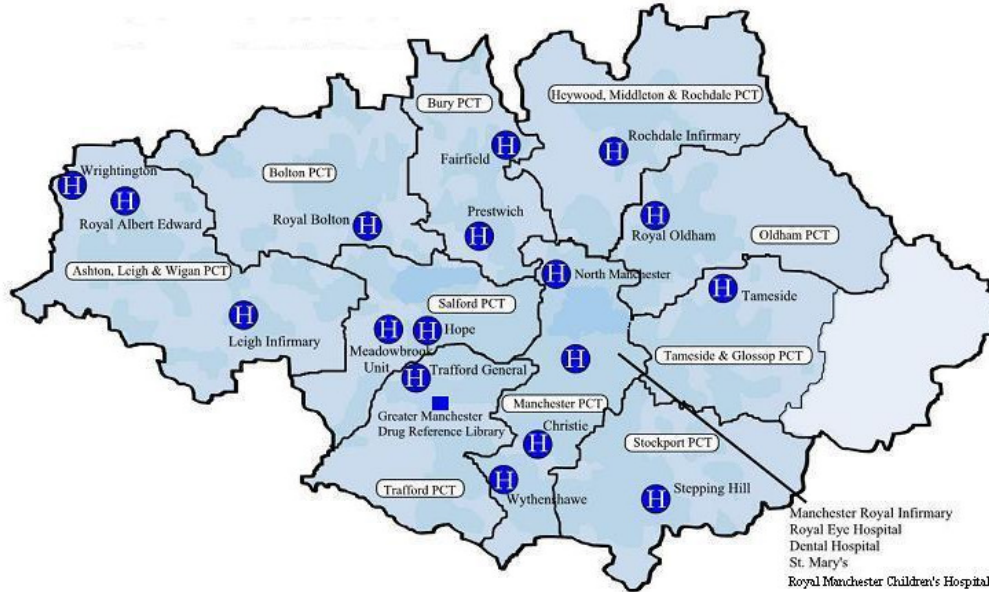 Bury PCT
Heywood, Middleton & Rochdale PCT
H
Fairfield
H
Rochdale Infirmary
Wrightington
H
Bolton PCT
H
Royal Albert Edward
Royal Bolton
H
Prestwich
H
H
Royal Oldham
Oldham PCT
Ashton, Leigh & Wigan PCT
H
North Manchester
H
Tameside
Salford PCT
H
Leigh Infirmary
H
H
Hope
Meadowbrook
Unit
H
Trafford General
H
Tameside & Glossop PCT
Greater Manchester
Drug Reference Library
Manchester PCT
Christie
H
Stockport PCT
Trafford PCT
H
Wythenshawe
H
Stepping Hill
Manchester Royal Infirmary
Royal Eye Hospital
Dental Hospital
St. Mary's
Royal Manchester Children's Hospital